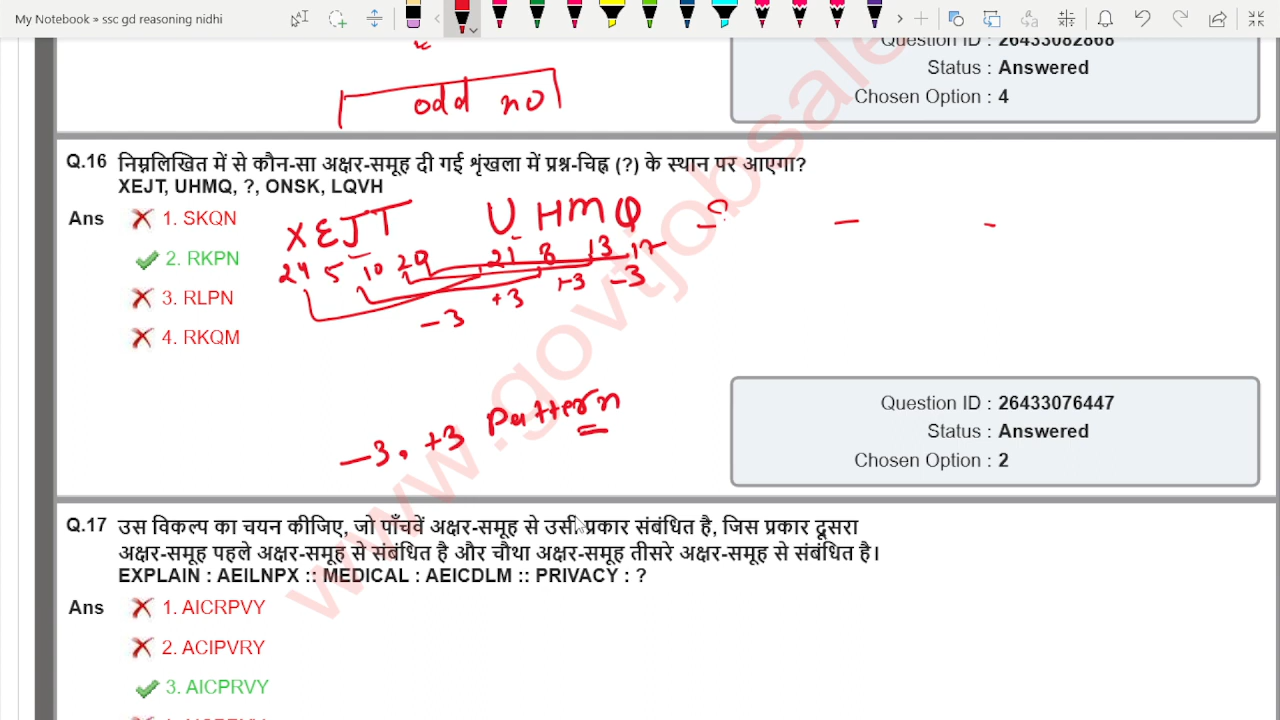 My Notebook » ssc gd reasoning nidhi
odd no
Question ID : 26433082868
Status : Answered
Chosen Option : 4
Q.16 निम्नलिखित में से कौन-सा अक्षर-समूह दी गई शृंखला में प्रश्न-चिह्न (?) के स्थान पर आएगा?
XEJT, UHMQ, ?, ONSK, LQVH
Ans 1. SKQN
2. RKPN
3. RLPN
4. RKQM
XEJT UHMQ ?
24 5 10 20 21 8 13 17
-3 +3 +3 -3
-3, +3 Pattern
Question ID : 26433076447
Status : Answered
Chosen Option : 2
Q.17 उस विकल्प का चयन कीजिए, जो पाँचवें अक्षर-समूह से उसी प्रकार संबंधित है, जिस प्रकार दूसरा
अक्षर-समूह पहले अक्षर-समूह से संबंधित है और चौथा अक्षर-समूह तीसरे अक्षर-समूह से संबंधित है।
EXPLAIN : AEILNPX :: MEDICAL : AEICDLM :: PRIVACY : ?
Ans 1. AICRPVY
2. ACIPVRY
3. AICPRVY
www.govtjobsale